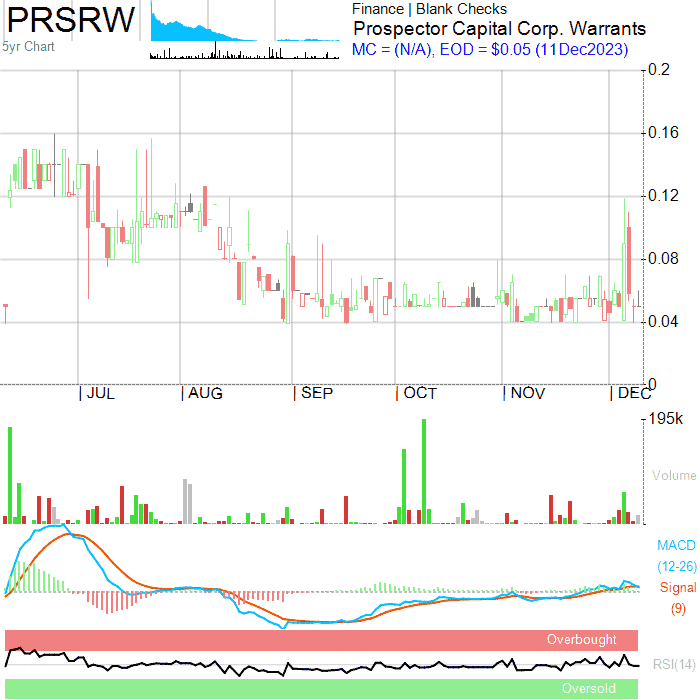 PRSRW
5yr Chart
Finance | Blank Checks
Prospector Capital Corp. Warrants
MC = (N/A), EOD = $0.05 (11Dec2023)
0.2
0.16
0.12
0.08
0.04
0
JUL AUG SEP OCT NOV DEC
195k
Volume
MACD
(12-26)
Signal
(9)
Overbought
RSI(14)
Oversold